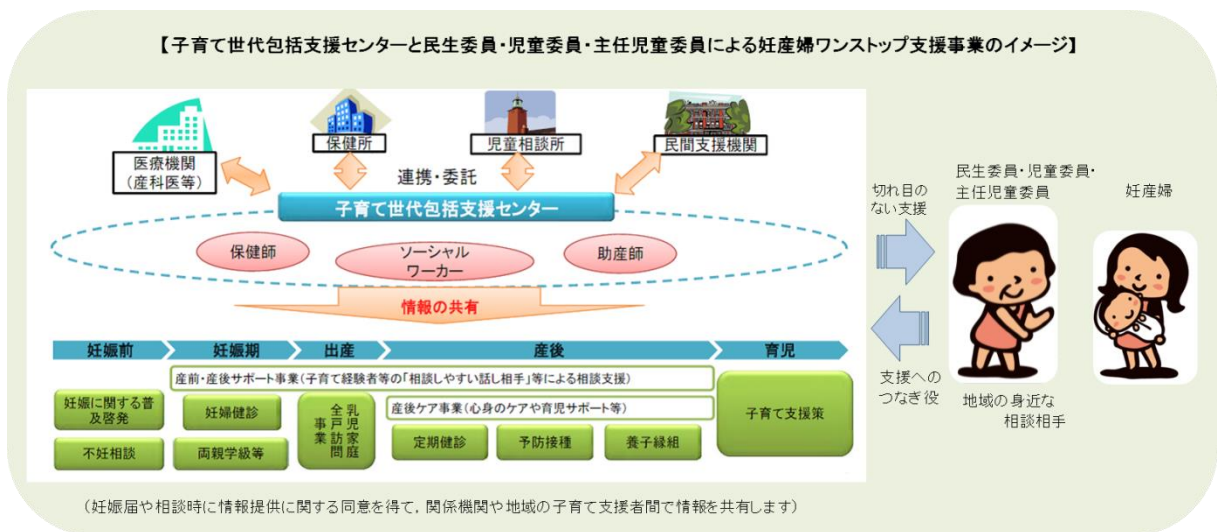 【子育て世代包括支援センターと民生委員・児童委員・主任児童委員による妊産婦ワンストップ支援事業のイメージ】
医療機関
（産科医等）
保健所
児童相談所
民間支援機関
連携・委託
子育て世代包括支援センター
保健師
ソーシャル
ワーカー
助産師
情報の共有
妊娠前
妊娠期
出産
産後
育児
産前・産後サポート事業（子育て経験者等の「相談しやすい話し相手」等による相談支援）
妊娠に関する普
及啓発
妊婦健診
乳児家庭
全戸訪問
事業
産後ケア事業（心身のケアや育児サポート等）
子育て支援策
不妊相談
両親学級等
定期健診
予防接種
養子縁組
切れ目の
ない支援
支援への
つなぎ役
民生委員・児童委員・
主任児童委員
妊産婦
地域の身近な
相談相手
（妊娠届や相談時に情報提供に関する同意を得て，関係機関や地域の子育て支援者間で情報を共有します）